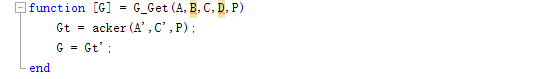 function [G] = G_Get(A,B,C,D,P)
Gt = acker(A',C',P);
G = Gt';
end